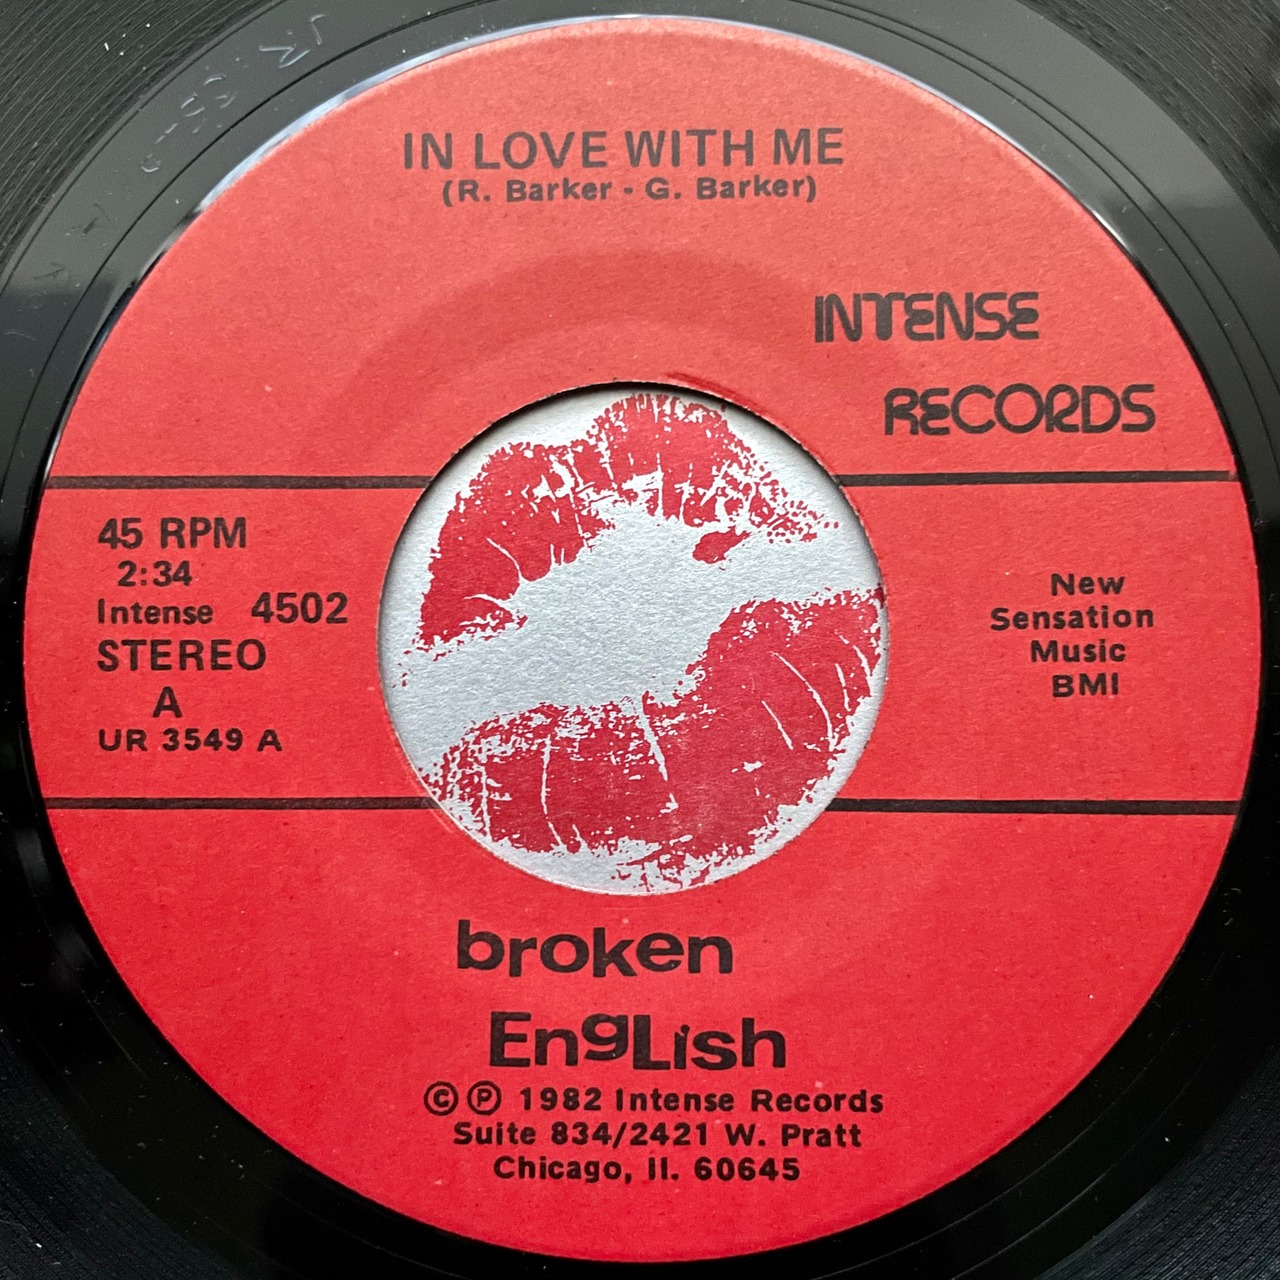 IN LOVE WITH ME
(R. Barker - G. Barker)
INTENSE
RECORDS
45 RPM
2:34
Intense 4502
STEREO
A
UR 3549 A
New
Sensation
Music
BMI
broken
EngLish
© ℗ 1982 Intense Records
Suite 834/2421 W. Pratt
Chicago, Il. 60645